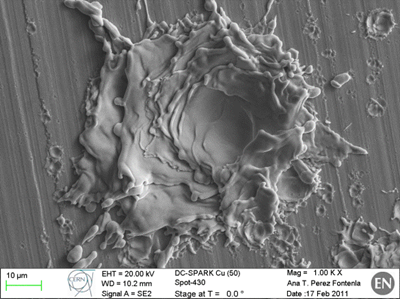 10 µm
CERN
EHT = 20.00 kV
WD = 10.2 mm
Signal A = SE2
DC-SPARK Cu (50)
Spot-430
Stage at T = 0.0 °
Mag = 1.00 K X
Ana T. Perez Fontenla
Date :17 Feb 2011
EN